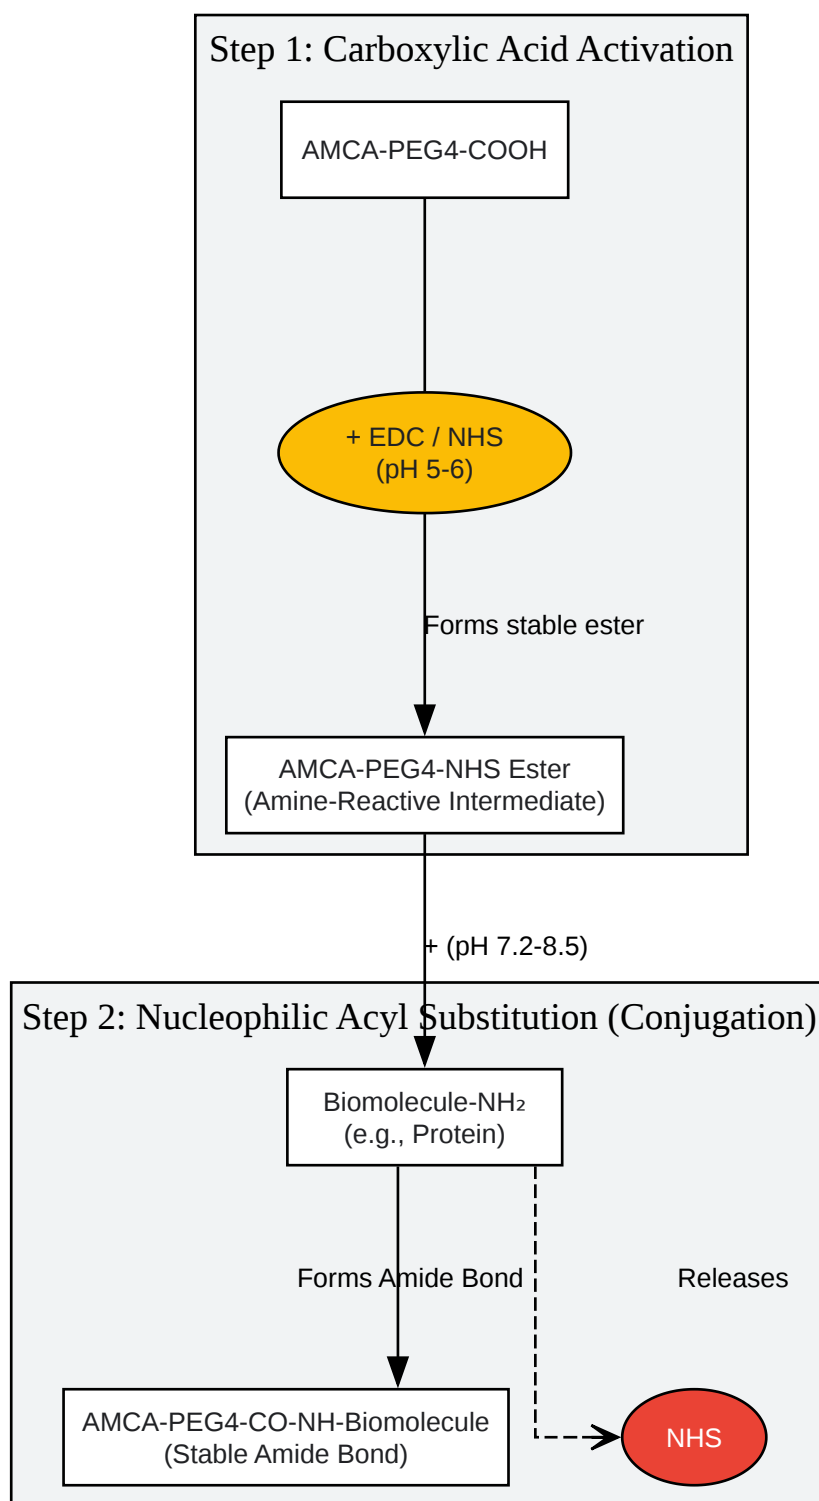 Step 1: Carboxylic Acid Activation
AMCA-PEG4-COOH
+ EDC / NHS
(pH 5-6)
Forms stable ester
AMCA-PEG4-NHS Ester
(Amine-Reactive Intermediate)
+ (pH 7.2-8.5)
Step 2: Nucleophilic Acyl Substitution (Conjugation)
Biomolecule-NH₂
(e.g., Protein)
Forms Amide Bond
Releases
AMCA-PEG4-CO-NH-Biomolecule
(Stable Amide Bond)
NHS